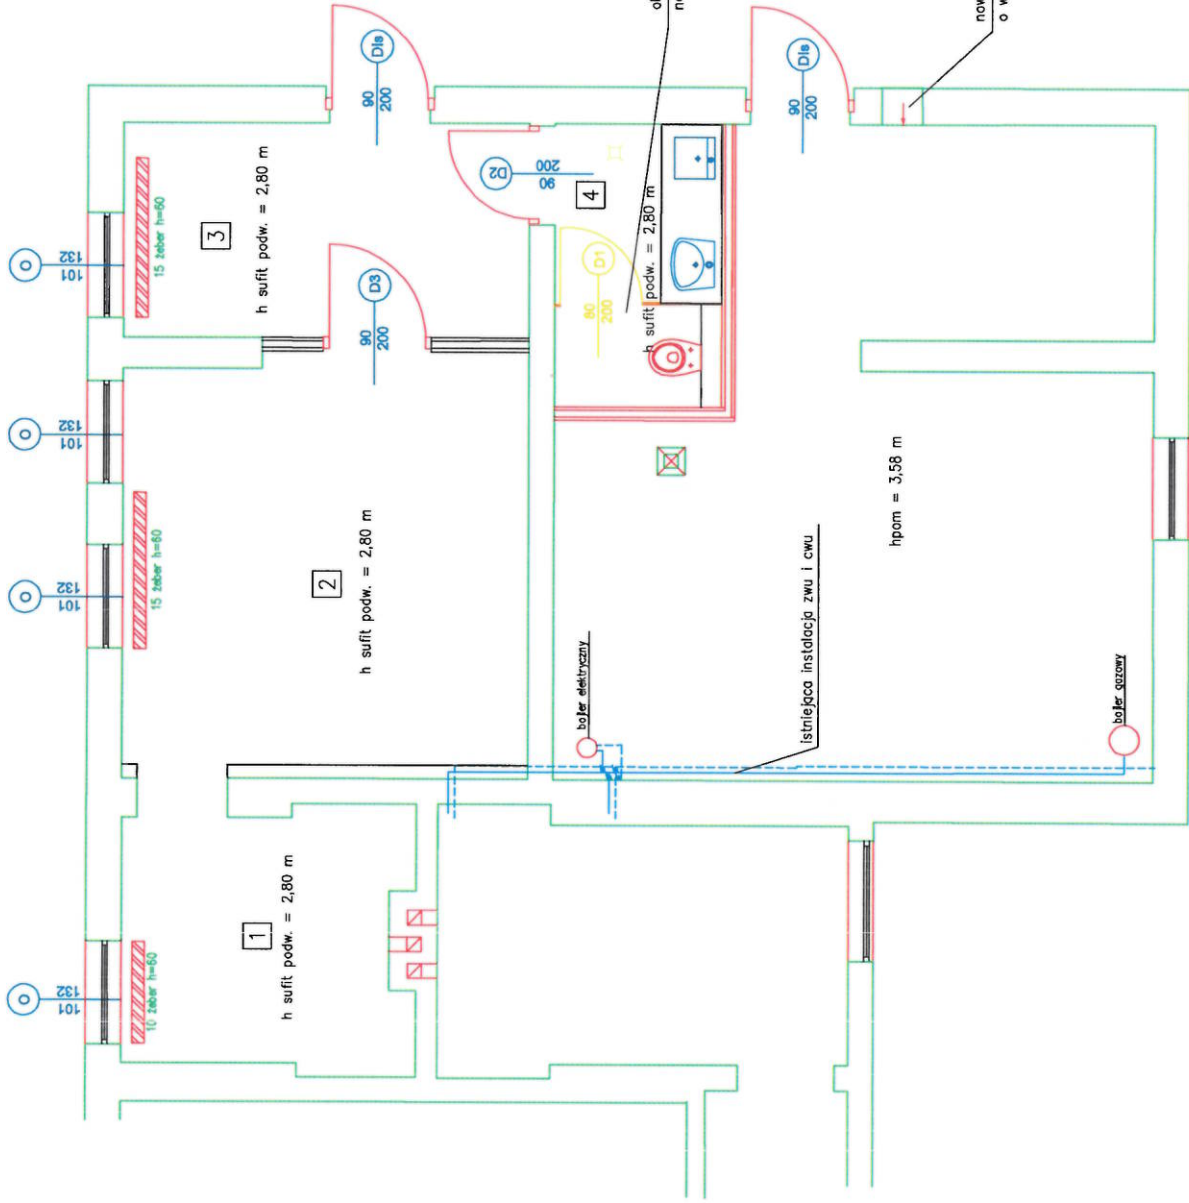 O
101
132
O
101
132
O
101
132
O
101
132
10 żeber h=60
15 żeber h=60
15 żeber h=60
1
h sufit podw. = 2,80 m
2
h sufit podw. = 2,80 m
3
h sufit podw. = 2,80 m
D3
90
200
DIs
90
200
D2
90
200
4
D1
80
200
h sufit podw. = 2,80 m
DIs
90
200
bojler elektryczny
istniejąca instalacja zwu i cwu
hpom = 3,58 m
bojler gazowy
now
o w